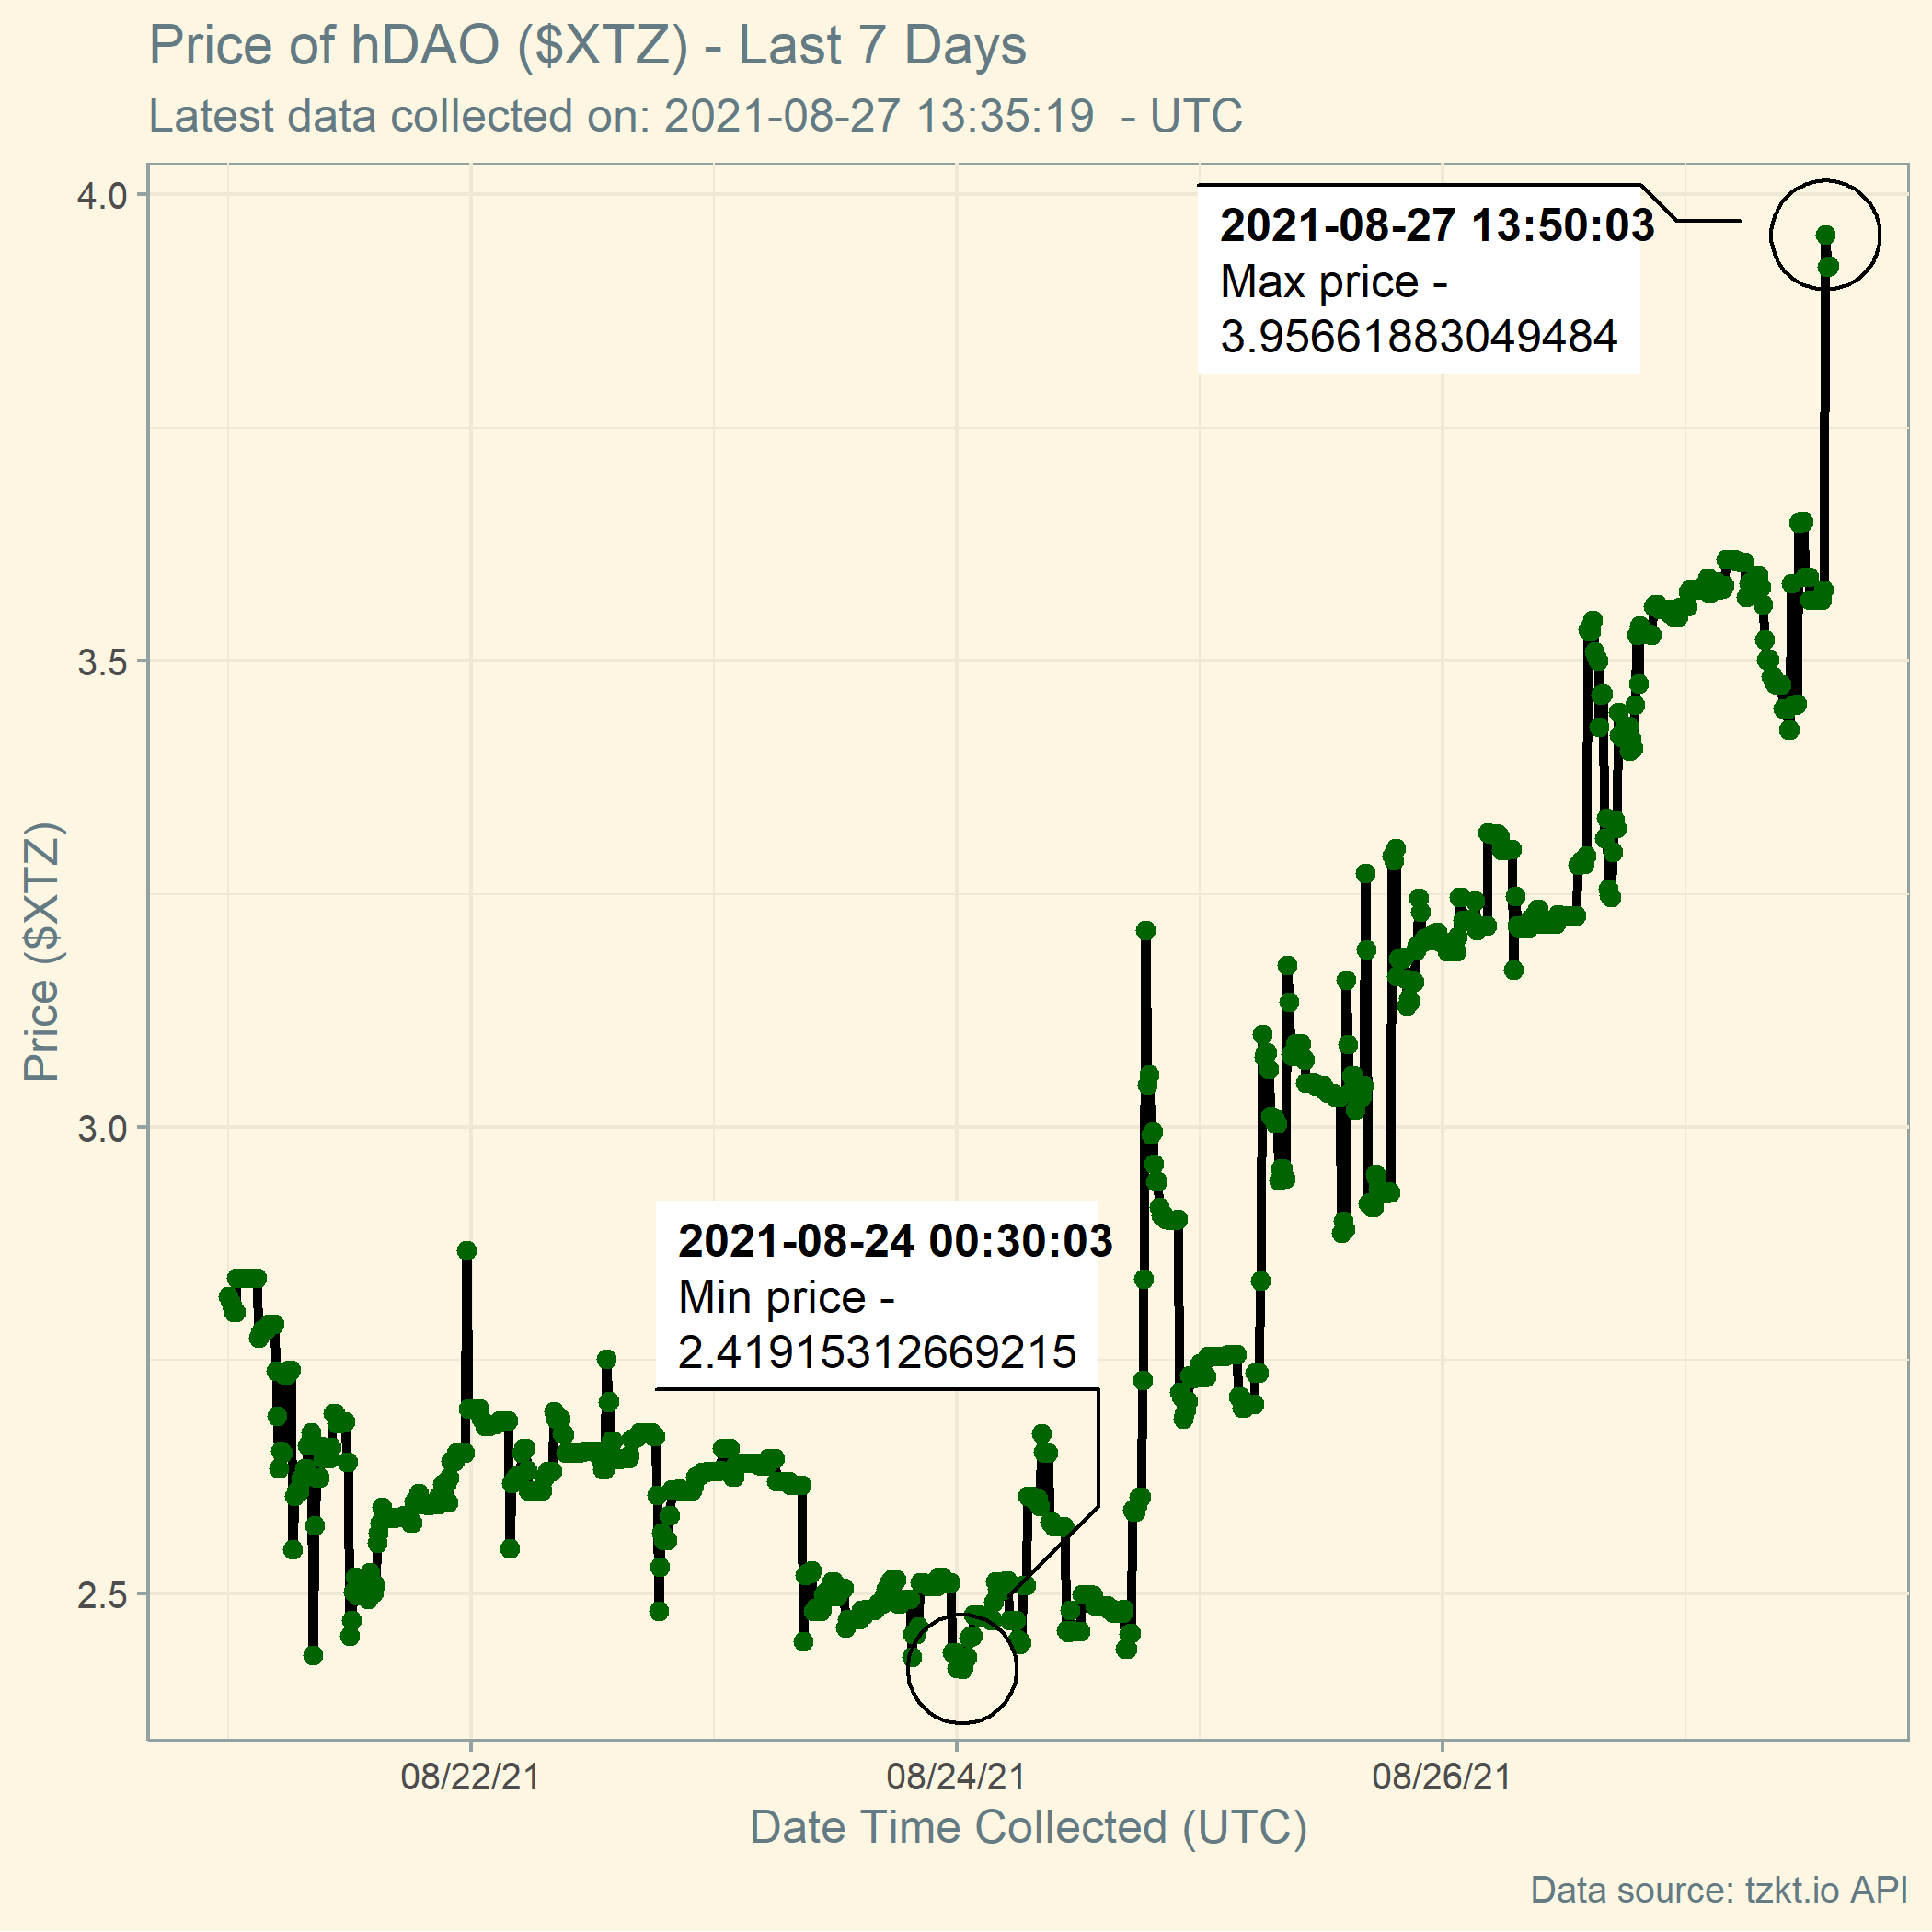 Price of hDAO ($XTZ) - Last 7 Days
Latest data collected on: 2021-08-27 13:35:19  - UTC
4.0
3.5
3.0
2.5
Price ($XTZ)
2021-08-27 13:50:03
Max price -
3.95661883049484
2021-08-24 00:30:03
Min price -
2.41915312669215
08/22/21
08/24/21
08/26/21
Date Time Collected (UTC)
Data source: tzkt.io API